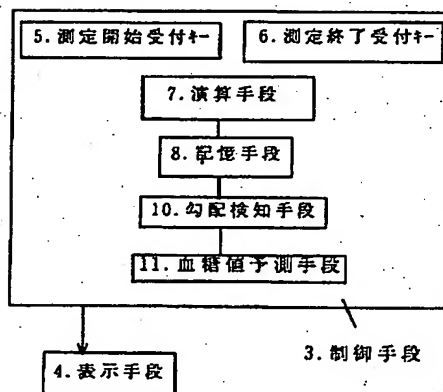 5.測定開始受付キー
6.測定終了受付キー
7.演算手段
8.記憶手段
10.勾配検知手段
11.血糖値予測手段
3.制御手段
4.表示手段